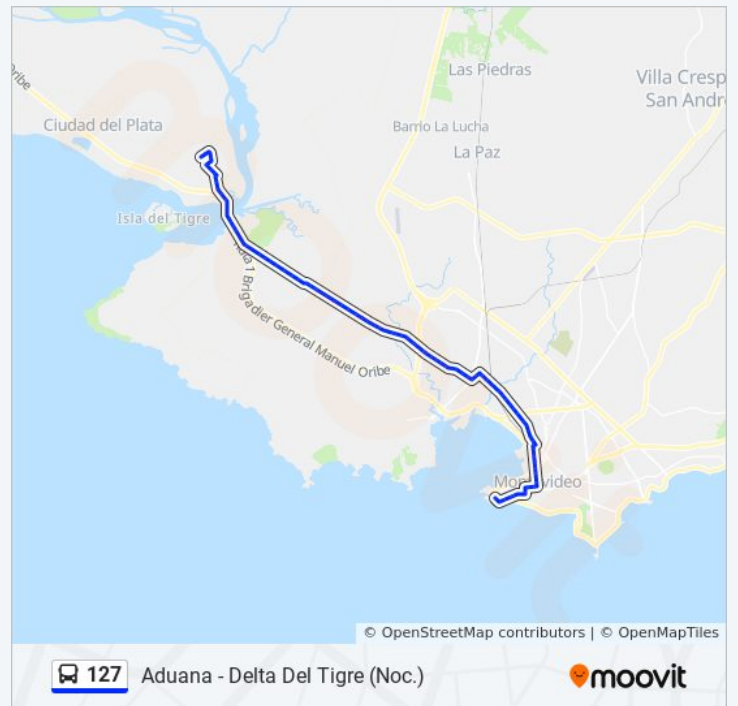 Oribe
Las Piedras
Villa Cresp
San Andr
Ciudad del Plata
Barrio La Lucha
La Paz
Isla del Tigre
Ruta 1 Brigadier General Manuel Oribe
Montevideo
© OpenStreetMap contributors | © OpenMapTiles
127 Aduana - Delta Del Tigre (Noc.)
moovit